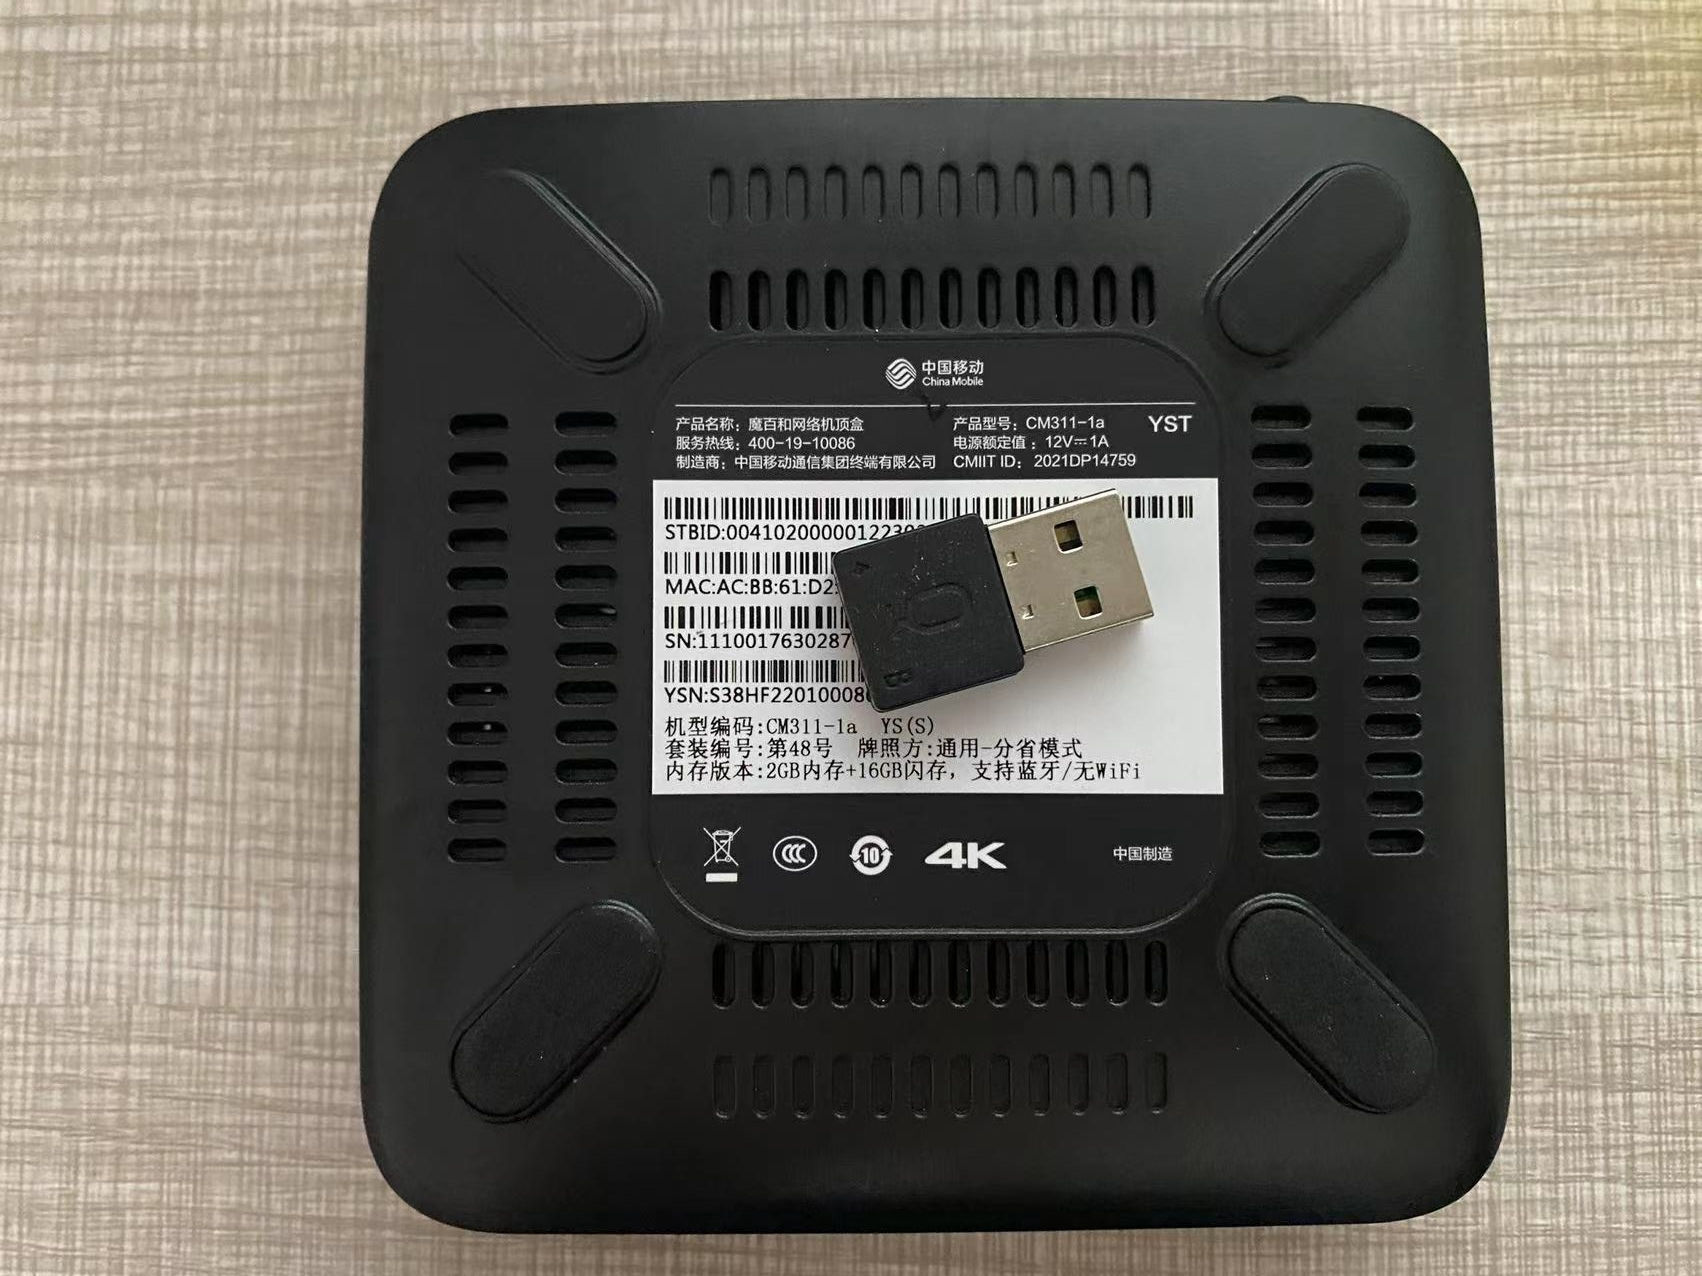 中国移动
China Mobile
产品名称：魔百和网络机顶盒
服务热线：400-19-10086
制造商：中国移动通信集团终端有限公司
产品型号：CM311-1a
电源额定值：12V⎓1A
CMIIT ID：2021DP14759
YST
STBID:004102000001223
MAC:AC:BB:61:D2:
SN:1110017630287
YSN:S38HF22010008
机型编码:CM311-1a YS(S)
套装编号:第48号 牌照方:通用-分省模式
内存版本:2GB内存+16GB闪存，支持蓝牙/无WiFi
10
4K
中国制造
B